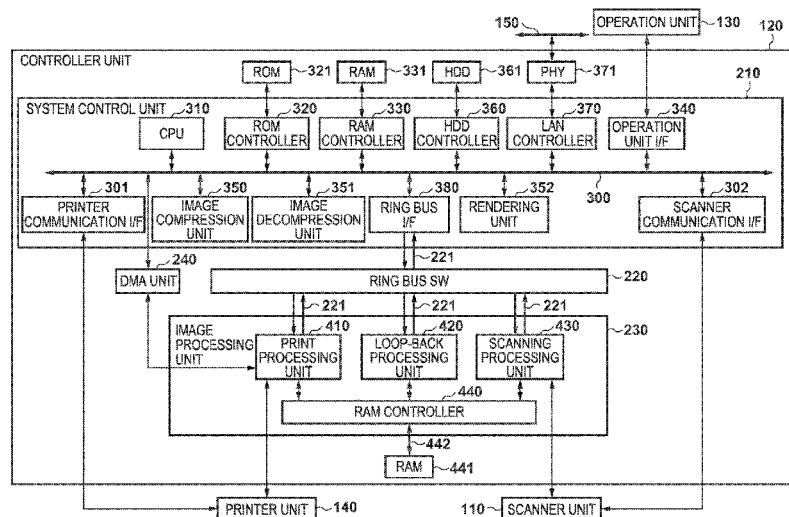 150
OPERATION UNIT
130
120
CONTROLLER UNIT
ROM
321
RAM
331
HDD
361
PHY
371
210
SYSTEM CONTROL UNIT
310
320
330
360
370
340
CPU
ROM
CONTROLLER
RAM
CONTROLLER
HDD
CONTROLLER
LAN
CONTROLLER
OPERATION
UNIT I/F
301
350
351
380
352
300
302
PRINTER
COMMUNICATION I/F
IMAGE
COMPRESSION
UNIT
IMAGE
DECOMPRESSION
UNIT
RING BUS
I/F
RENDERING
UNIT
SCANNER
COMMUNICATION I/F
240
221
DMA UNIT
RING BUS SW
220
221
221
221
IMAGE
PROCESSING
UNIT
410
420
430
230
PRINT
PROCESSING
UNIT
LOOP-BACK
PROCESSING
UNIT
SCANNING
PROCESSING
UNIT
440
RAM CONTROLLER
442
RAM
441
PRINTER UNIT
140
110
SCANNER UNIT